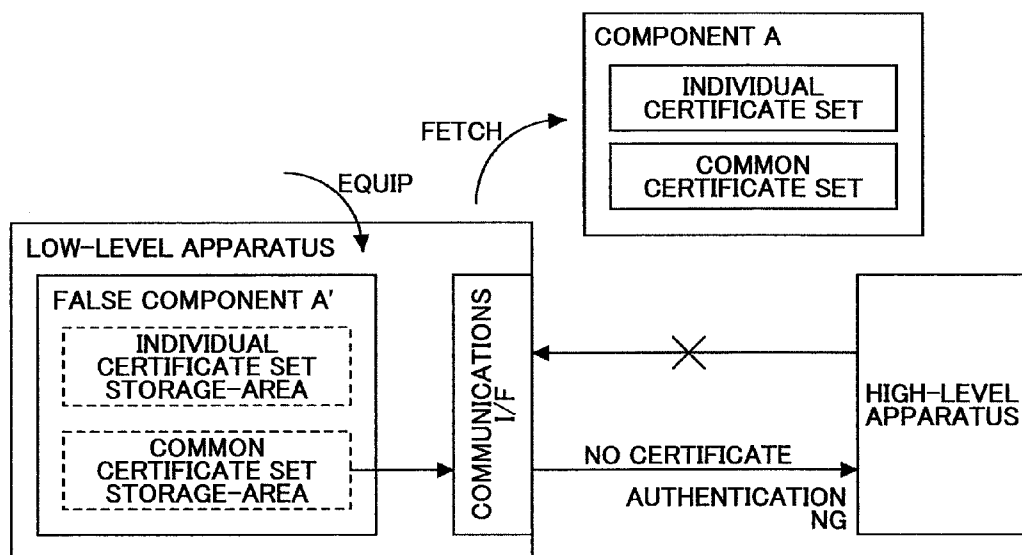 COMPONENT A
INDIVIDUAL
CERTIFICATE SET
COMMON
CERTIFICATE SET
FETCH
EQUIP
LOW-LEVEL APPARATUS
FALSE COMPONENT A'
INDIVIDUAL
CERTIFICATE SET
STORAGE-AREA
COMMON
CERTIFICATE SET
STORAGE-AREA
COMMUNICATIONS
I/F
NO CERTIFICATE
AUTHENTICATION
NG
HIGH-LEVEL
APPARATUS